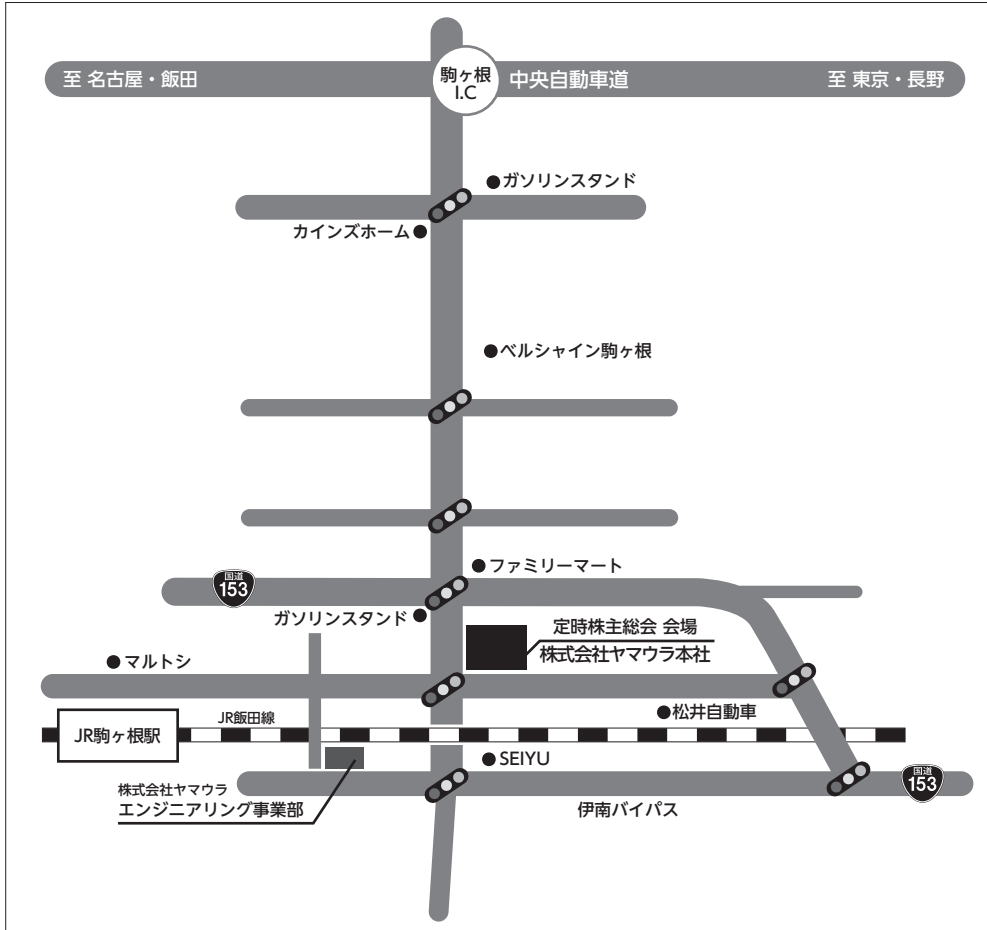 至 名古屋・飯田
駒ヶ根
I.C
中央自動車道
至 東京・長野
ガソリンスタンド
カインズホーム
ベルシャイン駒ヶ根
ファミリーマート
国道
153
ガソリンスタンド
定時株主総会 会場
株式会社ヤマウラ本社
マルトシ
松井自動車
JR飯田線
JR駒ヶ根駅
SEIYU
国道
153
株式会社ヤマウラ
エンジニアリング事業部
伊南バイパス